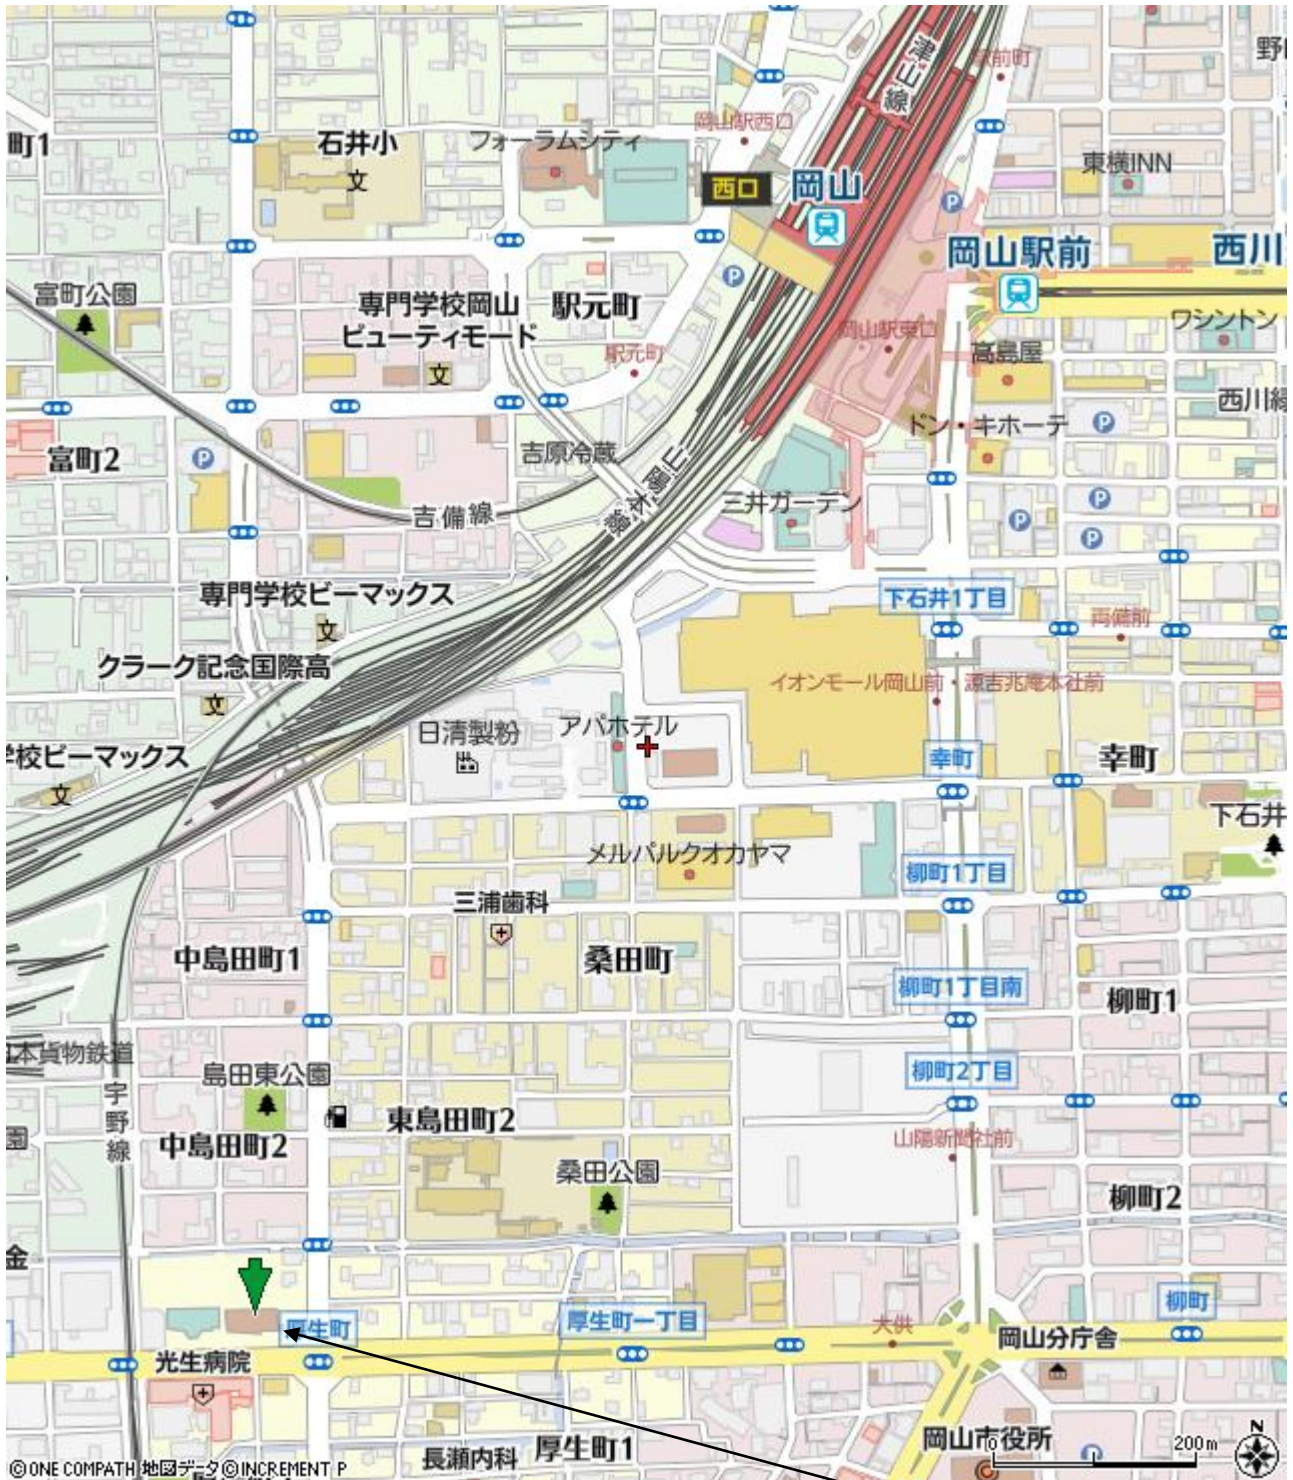 津山線
駅前町
野
町1
石井小
文
フォーラムシティ
岡山駅西口
東横INN
西口
岡山
P
岡山駅前
西川
P
富町公園
専門学校岡山
ビューティモード
文
駅元町
駅元町
岡山駅東口
高島屋
ワシントン
西川緑
富町2
P
吉原冷蔵
山陽本線
ドン・キホーテ
P
吉備線
三井ガーデン
P
P
P
専門学校ビーマックス
文
下石井1丁目
両備前
クラーク記念国際高
文
イオンモール岡山前・源吉兆庵本社前
日清製粉
アパホテル
学校ビーマックス
文
幸町
幸町
下石井
メルパルクオカヤマ
柳町1丁目
三浦歯科
中島田町1
桑田町
柳町1丁目南
柳町1
本貨物鉄道
島田東公園
柳町2丁目
宇野線
東島田町2
園
中島田町2
山陽新聞社前
桑田公園
柳町2
金
厚生町
厚生町一丁目
大供
柳町
岡山分庁舎
光生病院
長瀬内科
厚生町1
岡山市役所
0
200m
N
©ONE COMPATH 地図データ©INCREMENT P